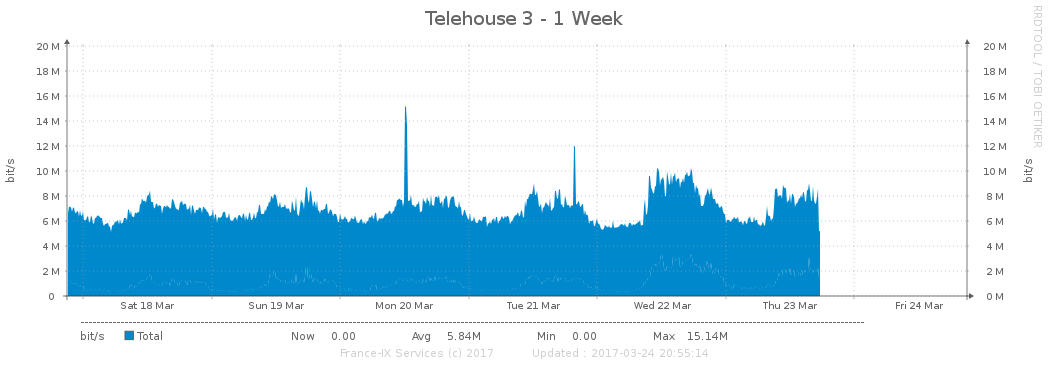 Telehouse 3 - 1 Week
RRDTOOL / TOBI OETIKER
20 M 20 M
18 M 18 M
16 M 16 M
14 M 14 M
12 M 12 M
10 M 10 M
8 M 8 M
6 M 6 M
4 M 4 M
2 M 2 M
0 0 M
bit/s bit/s
Sat 18 Mar Sun 19 Mar Mon 20 Mar Tue 21 Mar Wed 22 Mar Thu 23 Mar Fri 24 Mar
bit/s Total Now 0.00 Avg 5.84M Min 0.00 Max 15.14M
France-IX Services (c) 2017 Updated : 2017-03-24 20:55:14